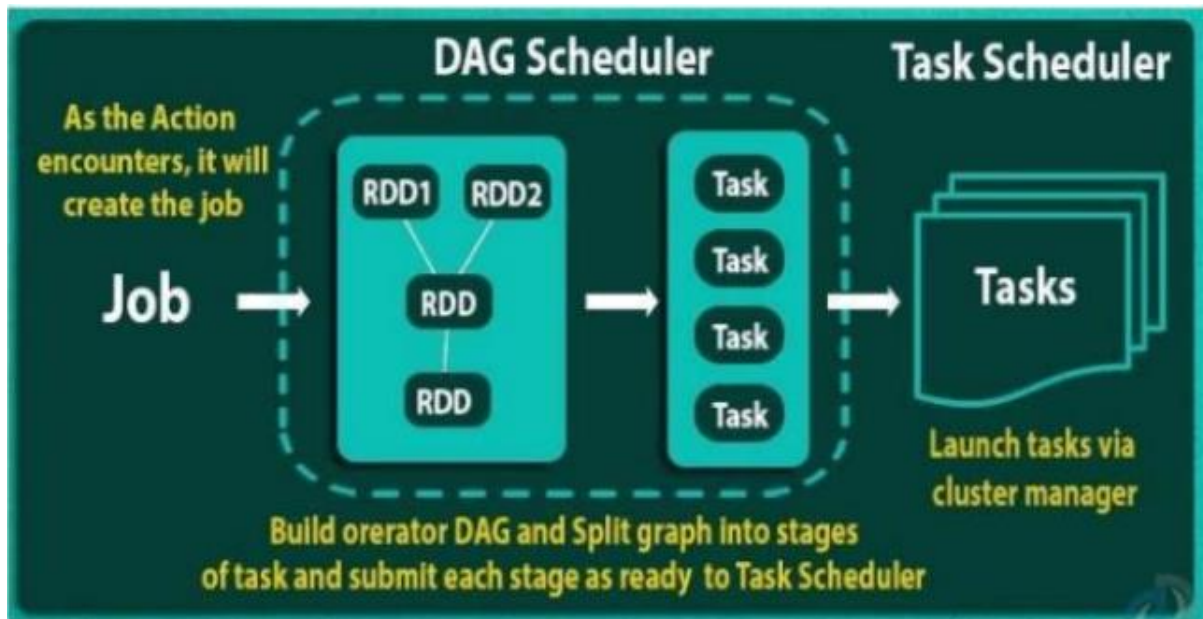 DAG Scheduler
Task Scheduler
As the Action
encounters, it will
create the job
Job
RDD1
RDD2
RDD
RDD
Task
Task
Task
Task
Tasks
Launch tasks via
cluster manager
Build orerator DAG and Split graph into stages
of task and submit each stage as ready to Task Scheduler